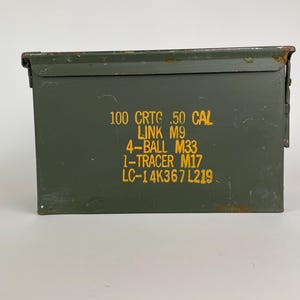 100 CRTG .50 CAL
LINK M9
4-BALL M33
1-TRACER M17
LC-14K367L219